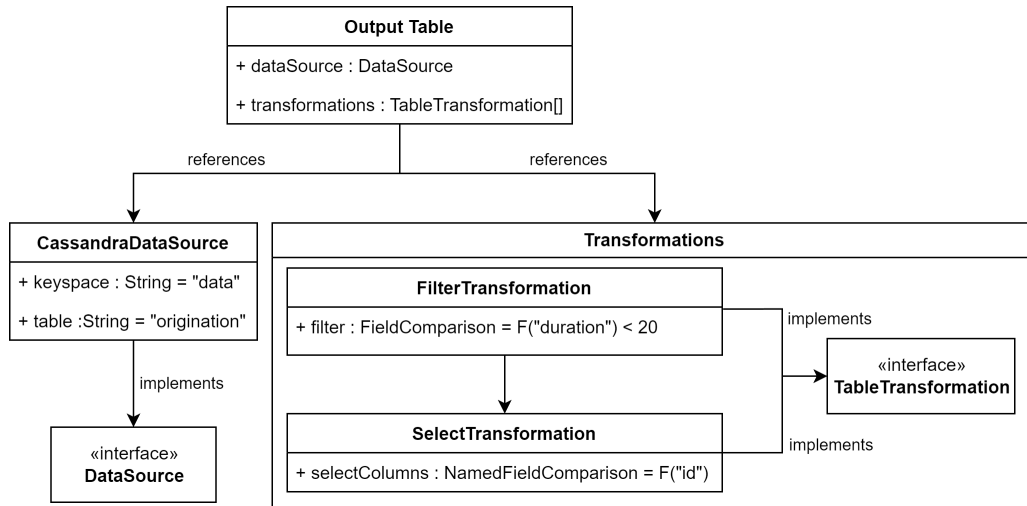 Output Table
+ dataSource : DataSource
+ transformations : TableTransformation[]
references
references
CassandraDataSource
+ keyspace : String = "data"
+ table :String = "origination"
implements
«interface»
DataSource
Transformations
FilterTransformation
+ filter : FieldComparison = F("duration") < 20
implements
«interface»
TableTransformation
SelectTransformation
+ selectColumns : NamedFieldComparison = F("id")
implements